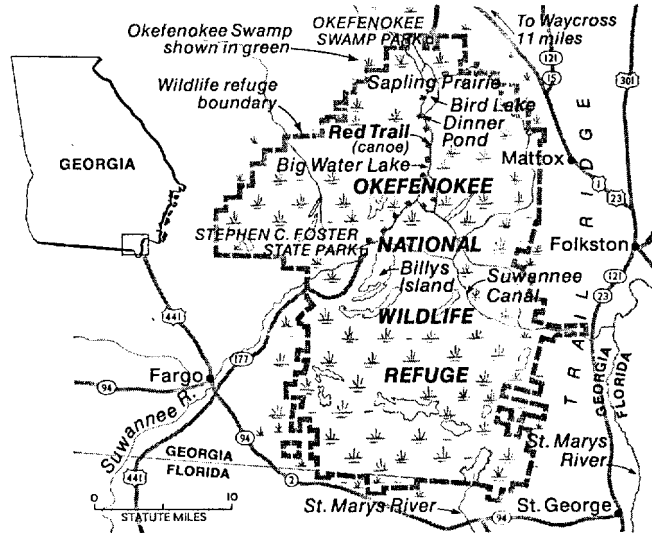 OKEFENOKEE
SWAMP PARK
To Waycross
11 miles
Okefenokee Swamp
shown in green
121
15
301
Sapling Prairie
Wildlife refuge
boundary
Bird Lake
Dinner
Pond
Red Trail
(canoe)
Mattox
Big Water Lake
GEORGIA
OKEFENOKEE
1
23
TRAIL RIDGE
STEPHEN C. FOSTER
STATE PARK
NATIONAL
Folkston
Billys
Island
Suwannee
Canal
121
23
441
WILDLIFE
177
Fargo
REFUGE
94
GEORGIA
FLORIDA
Suwannee R.
94
St. Marys
River
GEORGIA
FLORIDA
441
2
0 10
STATUTE MILES
St. Marys River
94
St. George